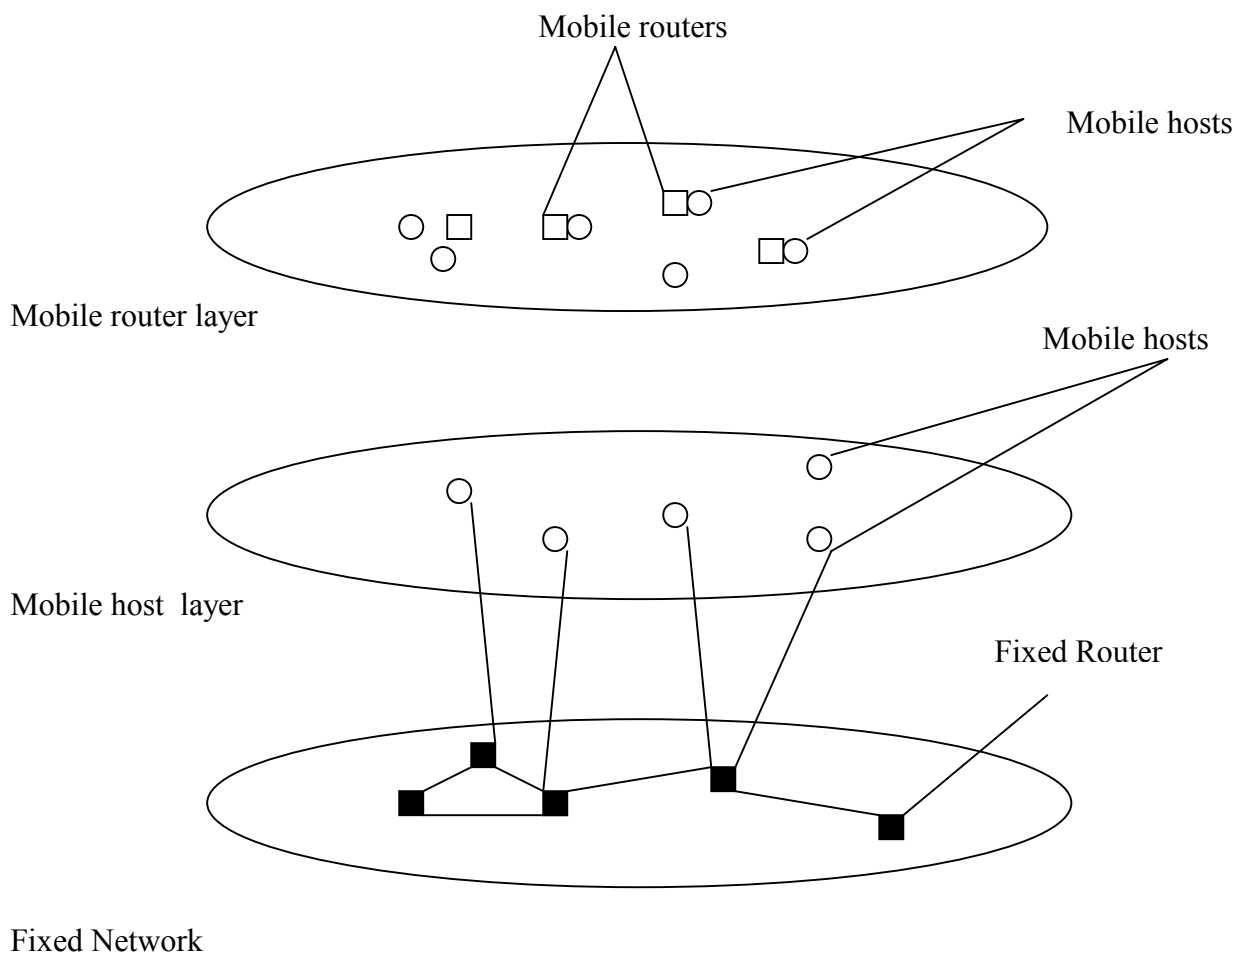 Mobile routers
Mobile hosts
Mobile router layer
Mobile hosts
Mobile host  layer
Fixed Router
Fixed Network